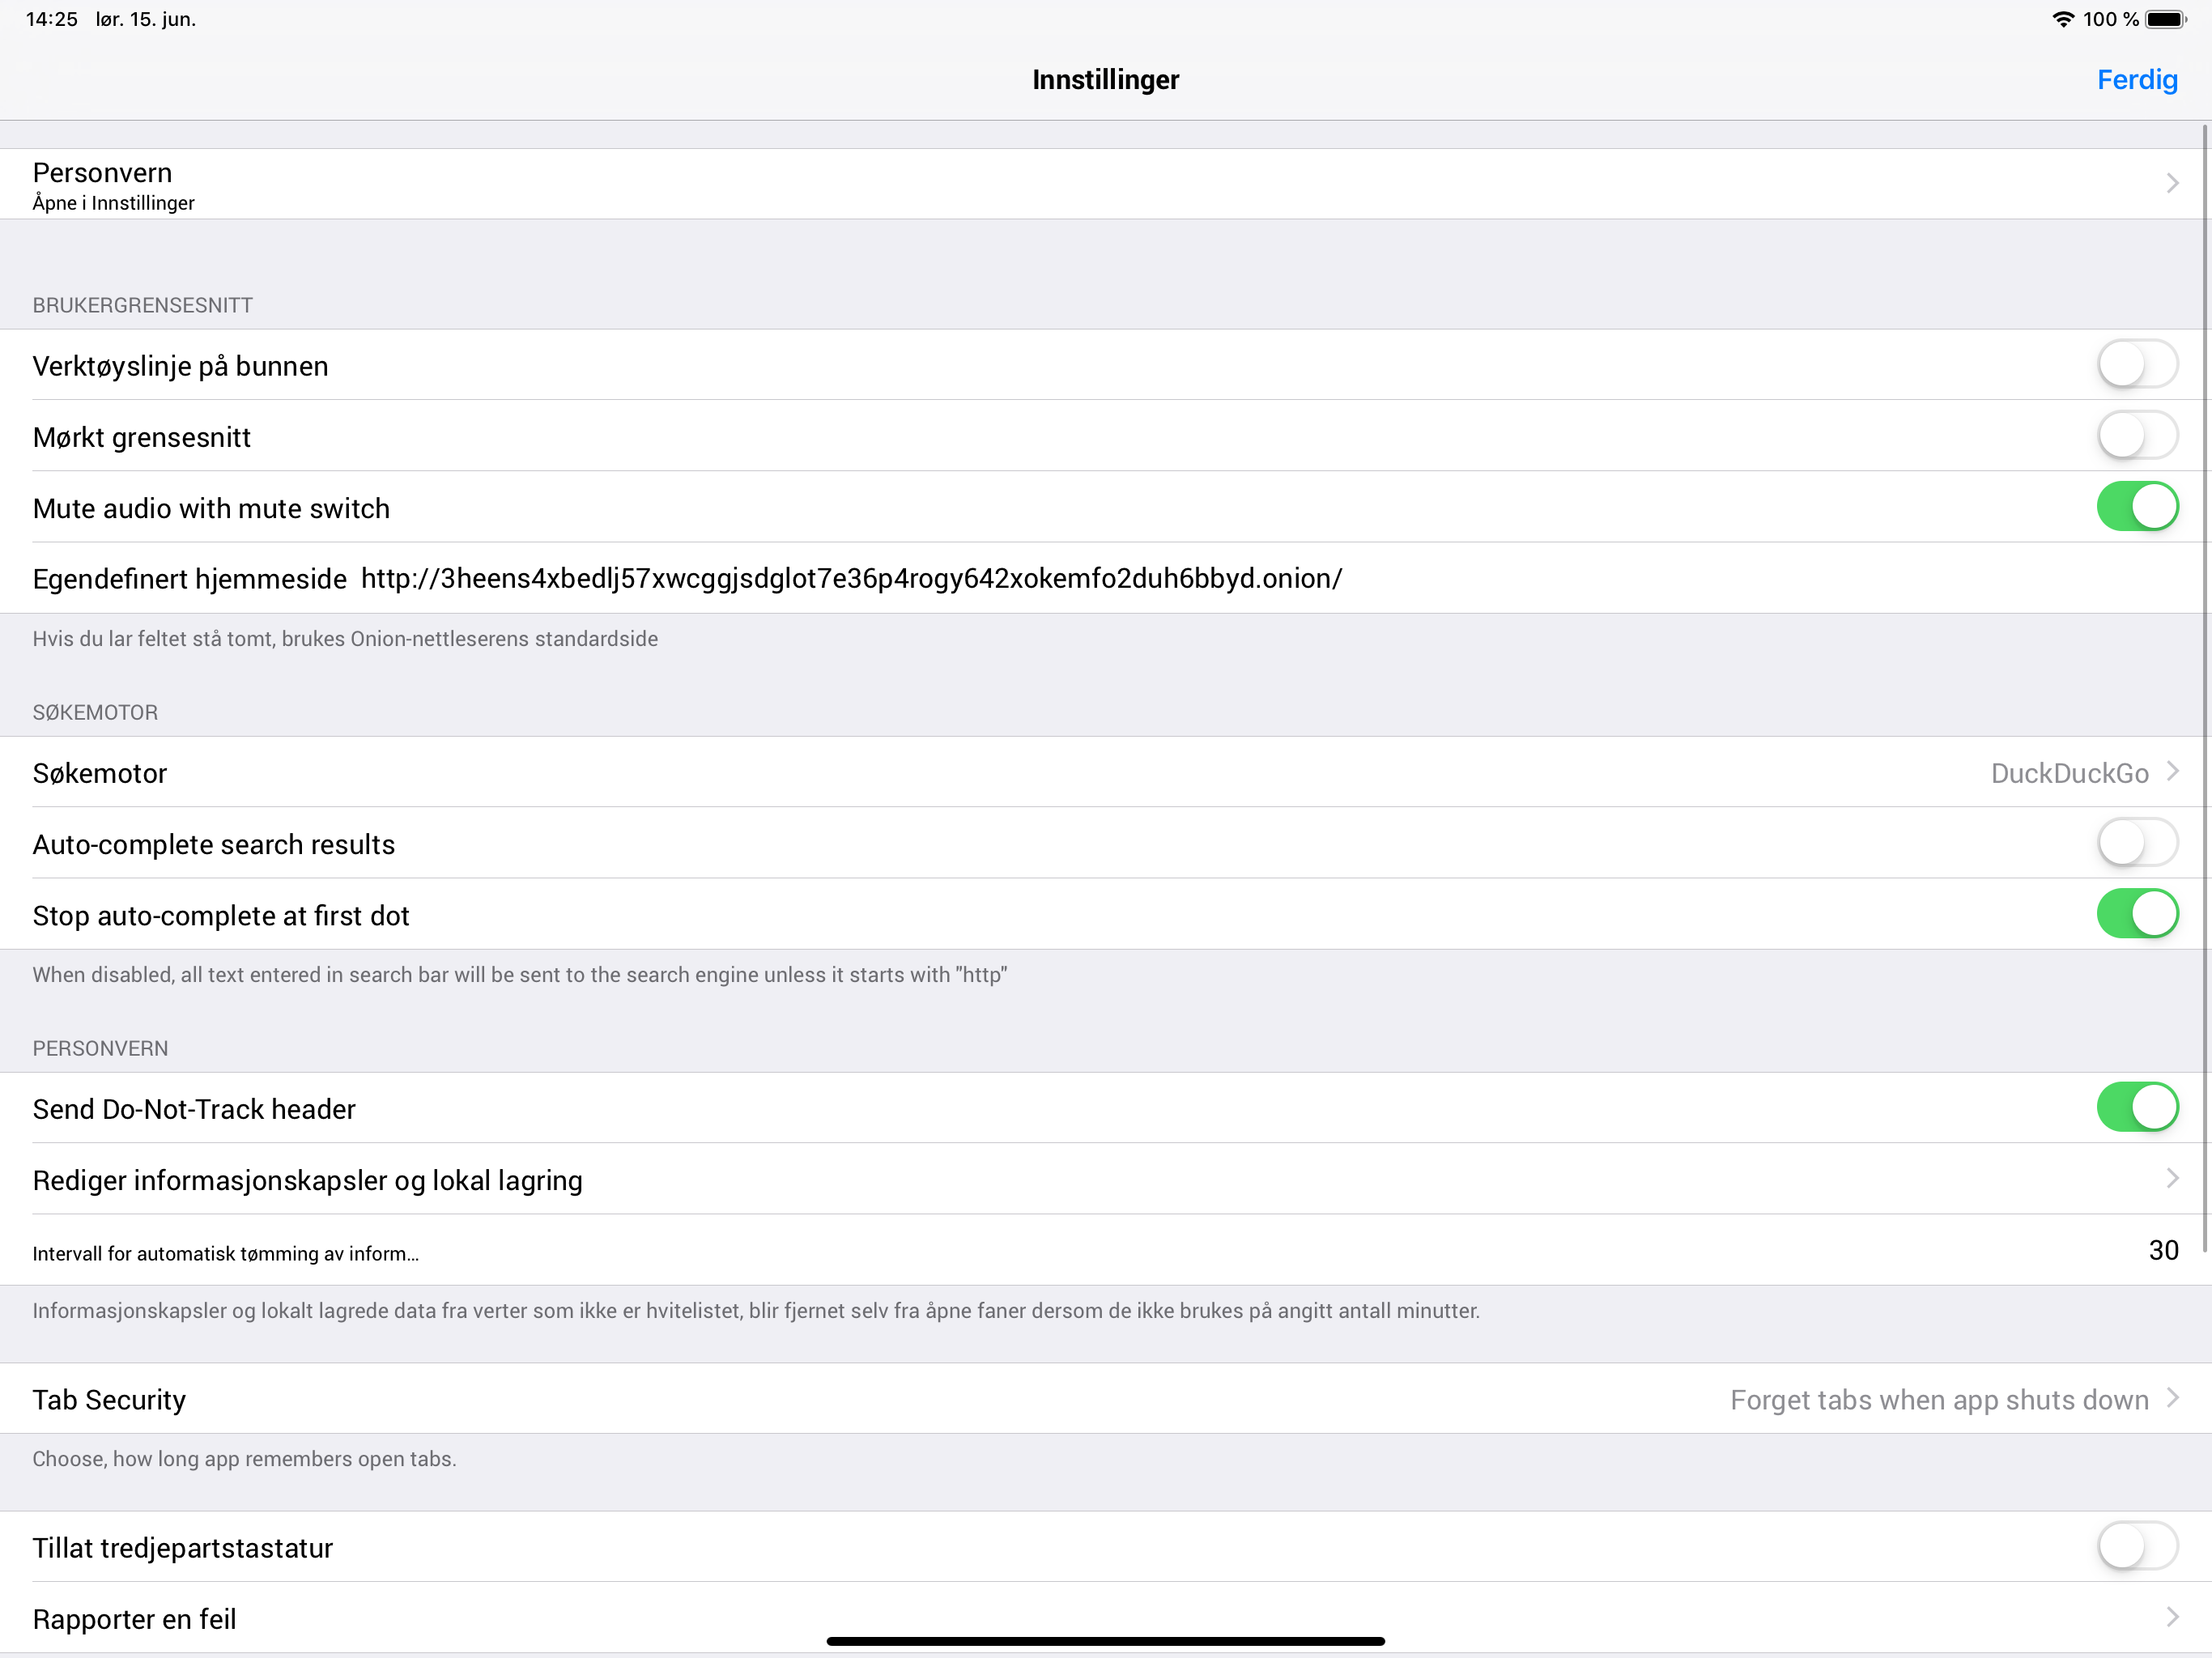 14:25 lør. 15. jun.
100 %
Innstillinger
Ferdig
Personvern
Åpne i Innstillinger
BRUKERGRENSESNITT
Verktøyslinje på bunnen
Mørkt grensesnitt
Mute audio with mute switch
Egendefinert hjemmeside http://3heens4xbedlj57xwcggjsdglot7e36p4rogy642xokemfo2duh6bbyd.onion/
Hvis du lar feltet stå tomt, brukes Onion-nettleserens standardside
SØKEMOTOR
Søkemotor DuckDuckGo
Auto-complete search results
Stop auto-complete at first dot
When disabled, all text entered in search bar will be sent to the search engine unless it starts with "http"
PERSONVERN
Send Do-Not-Track header
Rediger informasjonskapsler og lokal lagring
Intervall for automatisk tømming av inform... 30
Informasjonskapsler og lokalt lagrede data fra verter som ikke er hvitelistet, blir fjernet selv fra åpne faner dersom de ikke brukes på angitt antall minutter.
Tab Security Forget tabs when app shuts down
Choose, how long app remembers open tabs.
Tillat tredjepartstastatur
Rapporter en feil